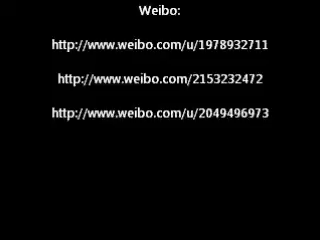 Weibo:
http://www.weibo.com/u/1978932711
http://www.weibo.com/2153232472
http://www.weibo.com/u/2049496973